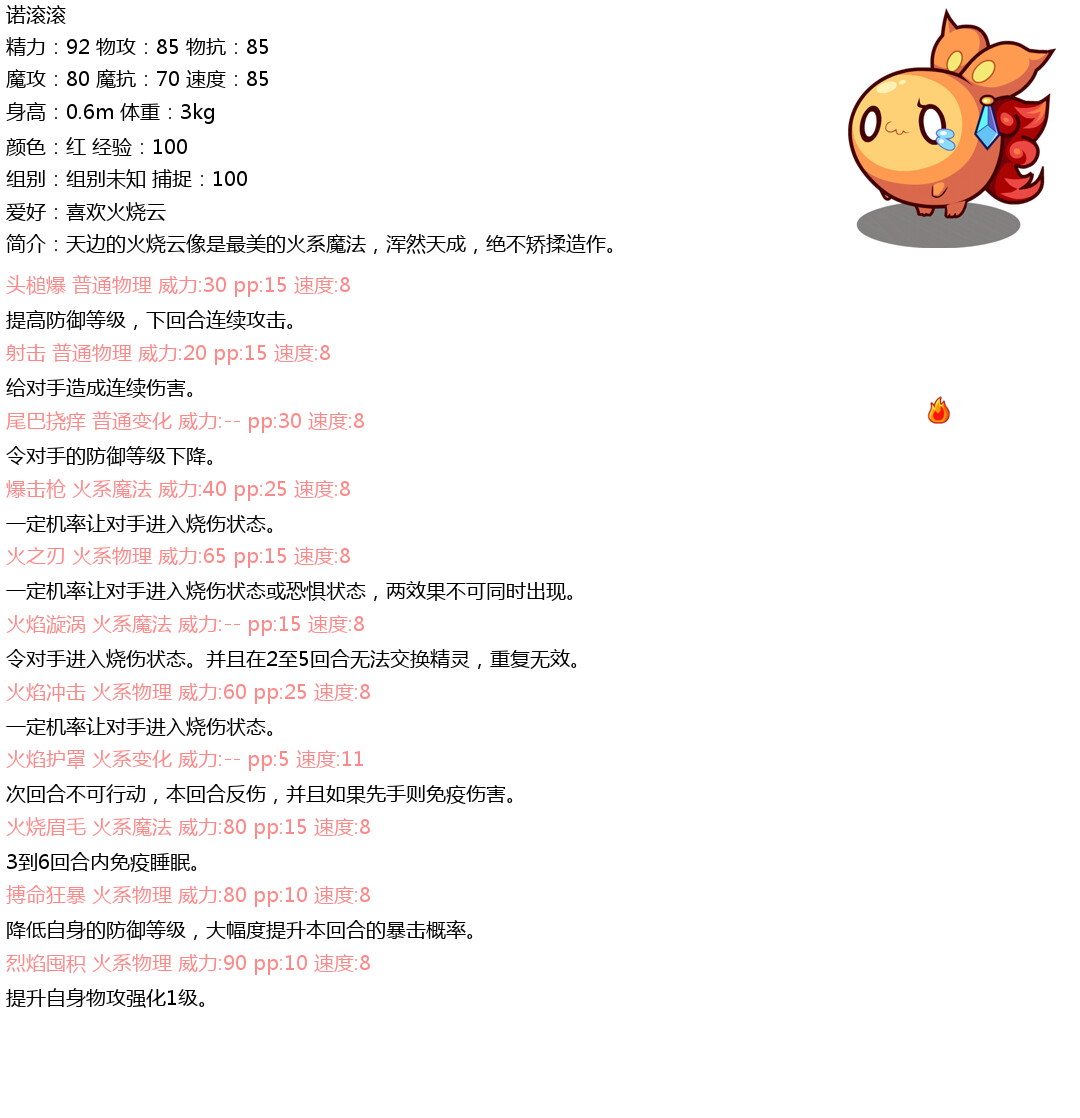 诺滚滚
精力：92 物攻：85 物抗：85
魔攻：80 魔抗：70 速度：85
身高：0.6m 体重：3kg
颜色：红 经验：100
组别：组别未知 捕捉：100
爱好：喜欢火烧云
简介：天边的火烧云像是最美的火系魔法，浑然天成，绝不矫揉造作。
头槌爆 普通物理 威力:30 pp:15 速度:8
提高防御等级，下回合连续攻击。
射击 普通物理 威力:20 pp:15 速度:8
给对手造成连续伤害。
尾巴挠痒 普通变化 威力:-- pp:30 速度:8
令对手的防御等级下降。
爆击枪 火系魔法 威力:40 pp:25 速度:8
一定机率让对手进入烧伤状态。
火之刃 火系物理 威力:65 pp:15 速度:8
一定机率让对手进入烧伤状态或恐惧状态，两效果不可同时出现。
火焰漩涡 火系魔法 威力:-- pp:15 速度:8
令对手进入烧伤状态。并且在2至5回合无法交换精灵，重复无效。
火焰冲击 火系物理 威力:60 pp:25 速度:8
一定机率让对手进入烧伤状态。
火焰护罩 火系变化 威力:-- pp:5 速度:11
次回合不可行动，本回合反伤，并且如果先手则免疫伤害。
火烧眉毛 火系魔法 威力:80 pp:15 速度:8
3到6回合内免疫睡眠。
搏命狂暴 火系物理 威力:80 pp:10 速度:8
降低自身的防御等级，大幅度提升本回合的暴击概率。
烈焰囤积 火系物理 威力:90 pp:10 速度:8
提升自身物攻强化1级。